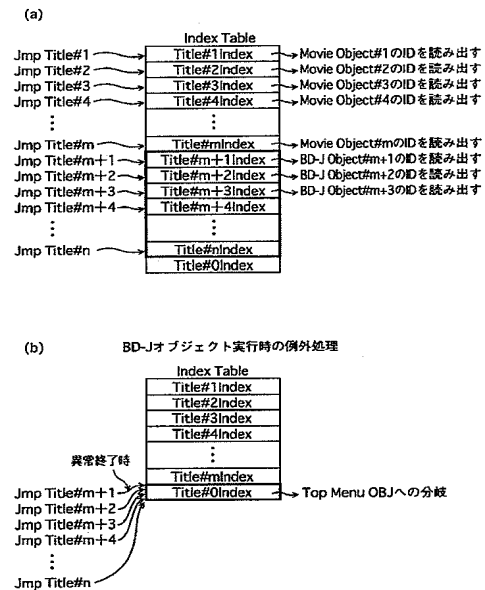 (a)
Index Table
Jmp Title#1 Title#1Index Movie Object#1のIDを読み出す
Jmp Title#2 Title#2Index Movie Object#2のIDを読み出す
Jmp Title#3 Title#3Index Movie Object#3のIDを読み出す
Jmp Title#4 Title#4Index Movie Object#4のIDを読み出す
Jmp Title#m Title#mIndex Movie Object#mのIDを読み出す
Jmp Title#m+1 Title#m+1Index BD-J Object#m+1のIDを読み出す
Jmp Title#m+2 Title#m+2Index BD-J Object#m+2のIDを読み出す
Jmp Title#m+3 Title#m+3Index BD-J Object#m+3のIDを読み出す
Jmp Title#m+4 Title#m+4Index
Jmp Title#n Title#nIndex
Title#0Index
(b) BD-Jオブジェクト実行時の例外処理
Index Table
Title#1Index
Title#2Index
Title#3Index
Title#4Index
異常終了時
Title#mIndex
Jmp Title#m+1 Title#0Index Top Menu OBJへの分岐
Jmp Title#m+2
Jmp Title#m+3
Jmp Title#m+4
Jmp Title#n